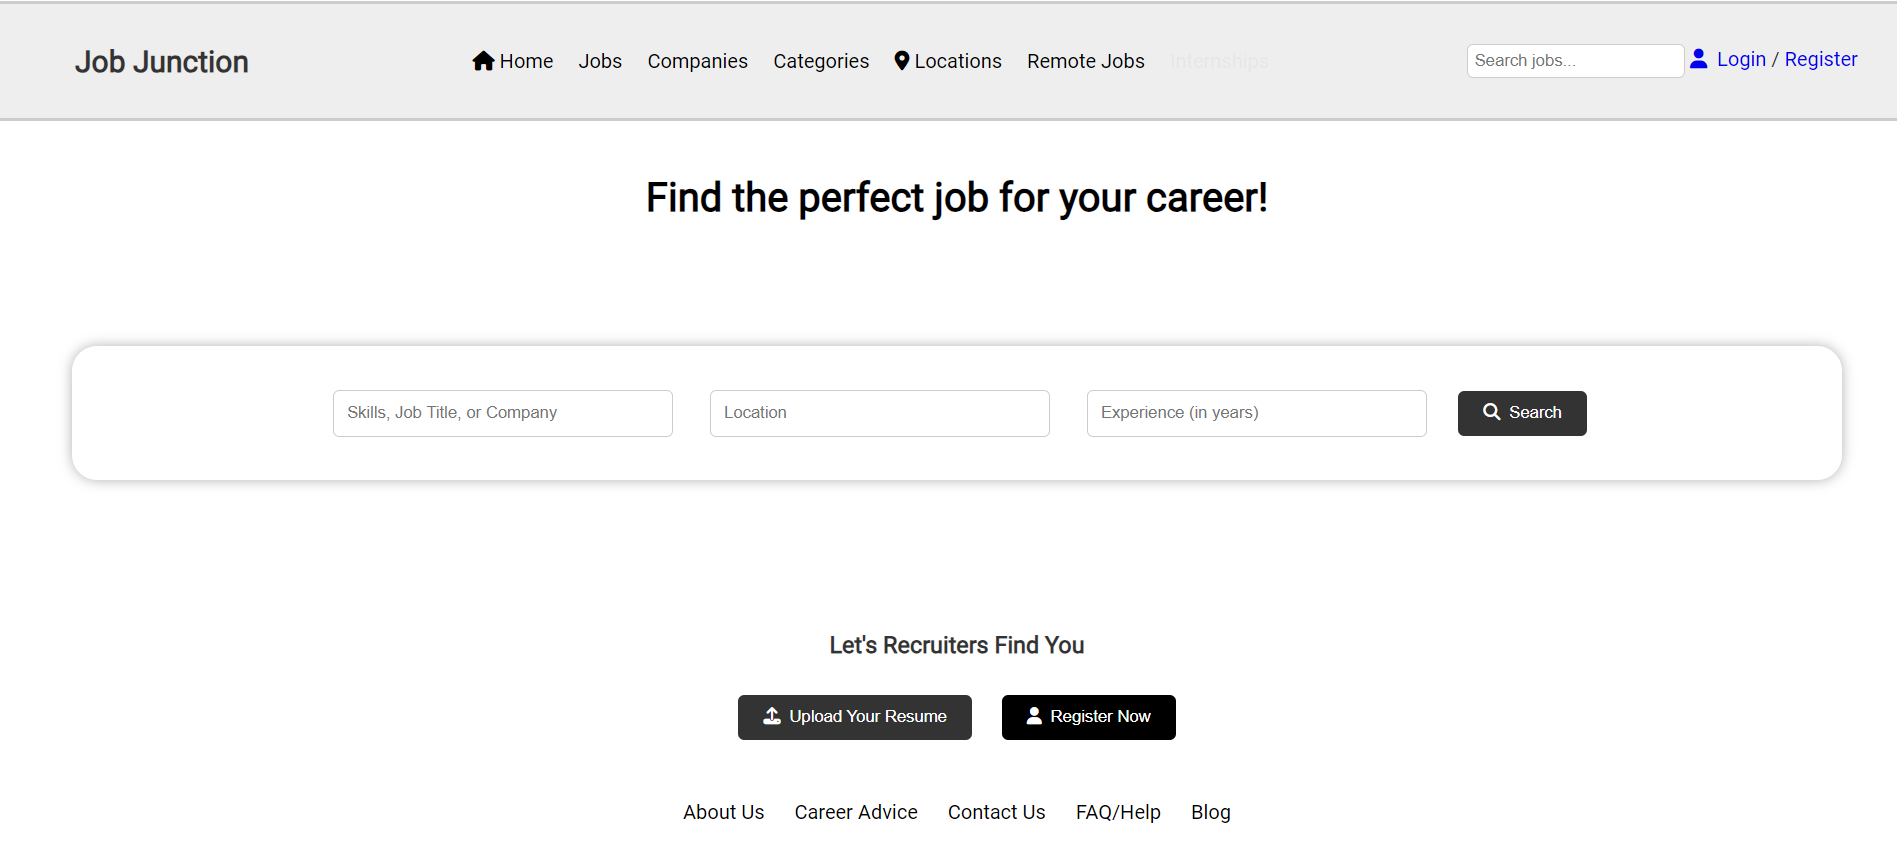 Job Junction
Home Jobs Companies Categories Locations Remote Jobs Internships
Search jobs... Login / Register
Find the perfect job for your career!
Skills, Job Title, or Company Location Experience (in years) Search
Let's Recruiters Find You
Upload Your Resume Register Now
About Us Career Advice Contact Us FAQ/Help Blog